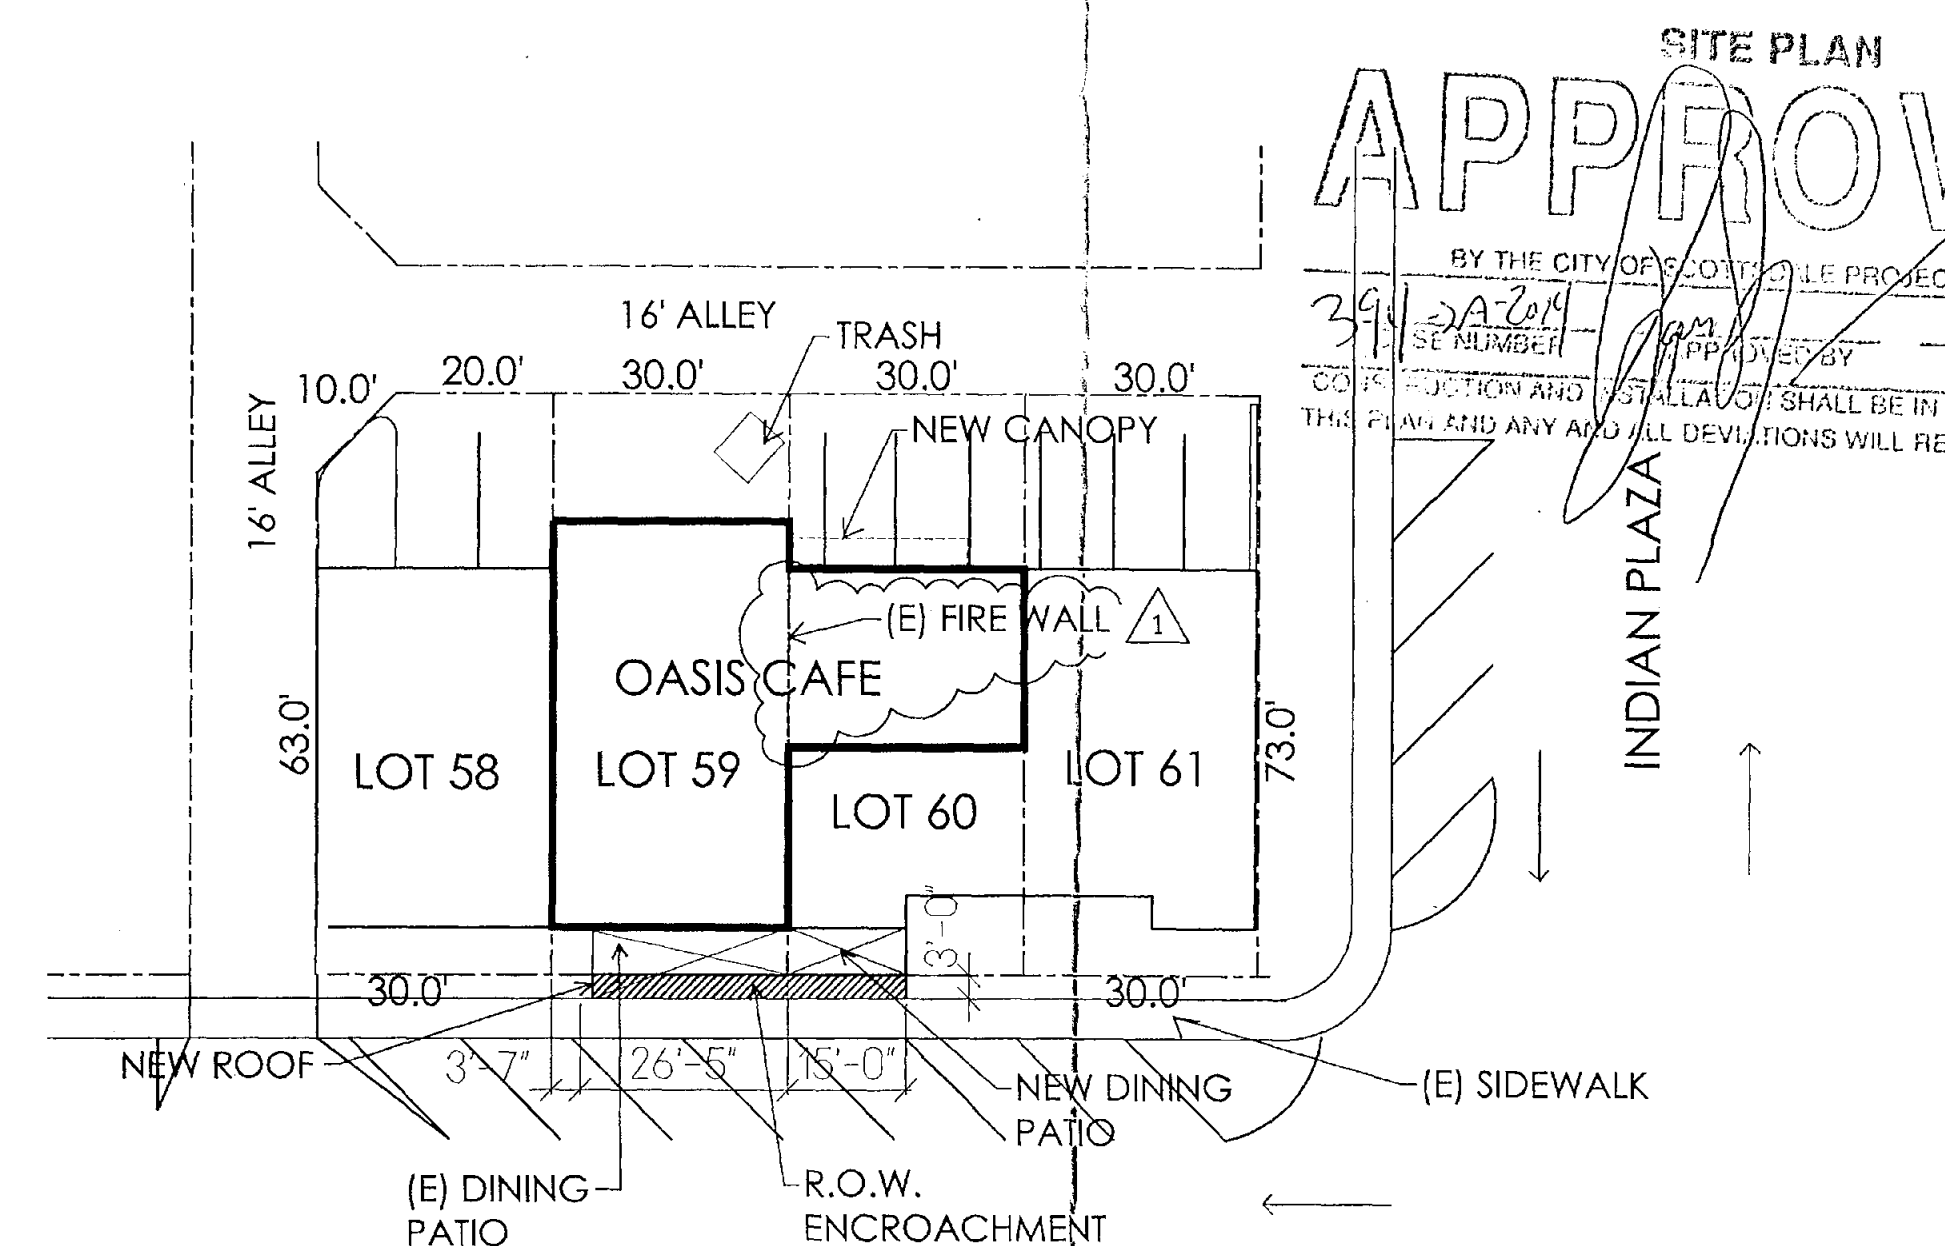 SITE PLAN
APPROV
BY THE CITY OF SCOTTSDALE PROJEC
SE NUMBER
APPROVED BY
CONSTRUCTION AND INSTALLATION SHALL BE IN
THIS PLAN AND ANY AND ALL DEVIATIONS WILL RE
16' ALLEY
TRASH
10.0'
20.0'
30.0'
30.0'
30.0'
16' ALLEY
NEW CANOPY
(E) FIRE WALL
1
OASIS CAFE
INDIAN PLAZA
63.0'
73.0'
LOT 58
LOT 59
LOT 60
LOT 61
3'-0"
30.0'
30.0'
NEW ROOF
3'-7"
26'-5"
15'-0"
NEW DINING
PATIO
(E) SIDEWALK
(E) DINING
PATIO
R.O.W.
ENCROACHMENT